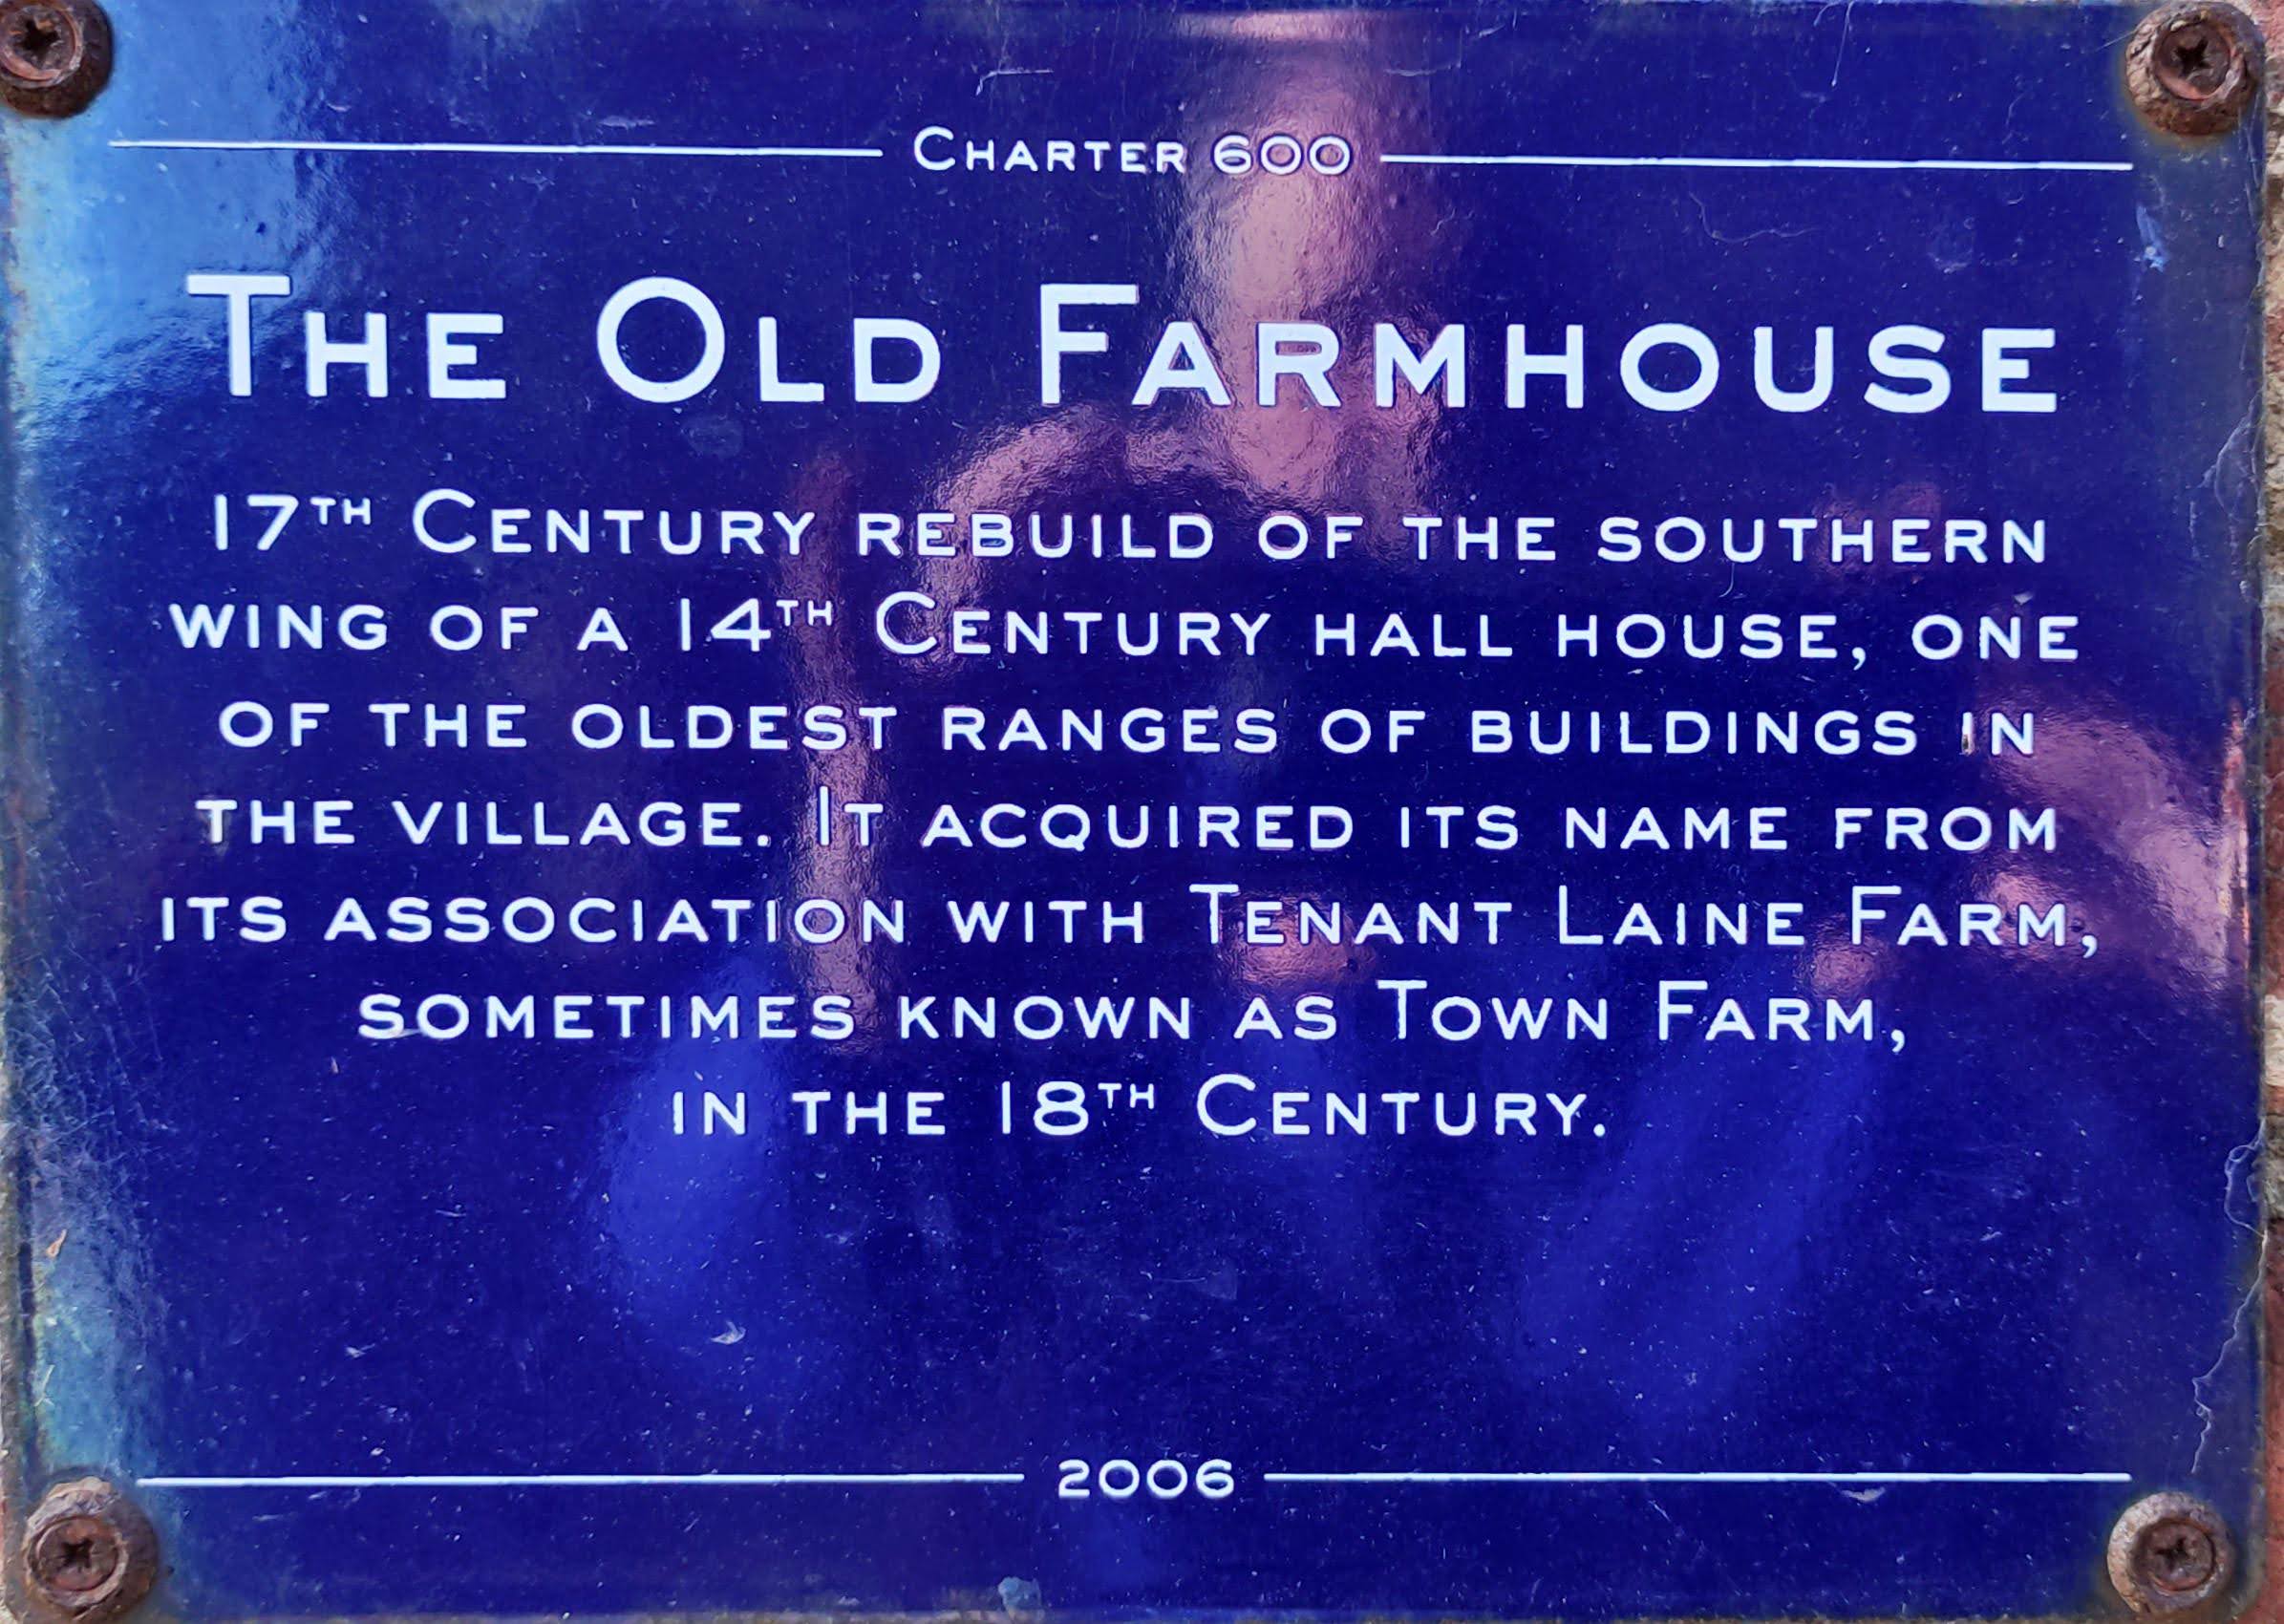 Charter 600
The Old Farmhouse
17th Century rebuild of the southern
wing of a 14th Century hall house, one
of the oldest ranges of buildings in
the village. It acquired its name from
its association with Tenant Laine Farm,
sometimes known as Town Farm,
in the 18th Century.
2006